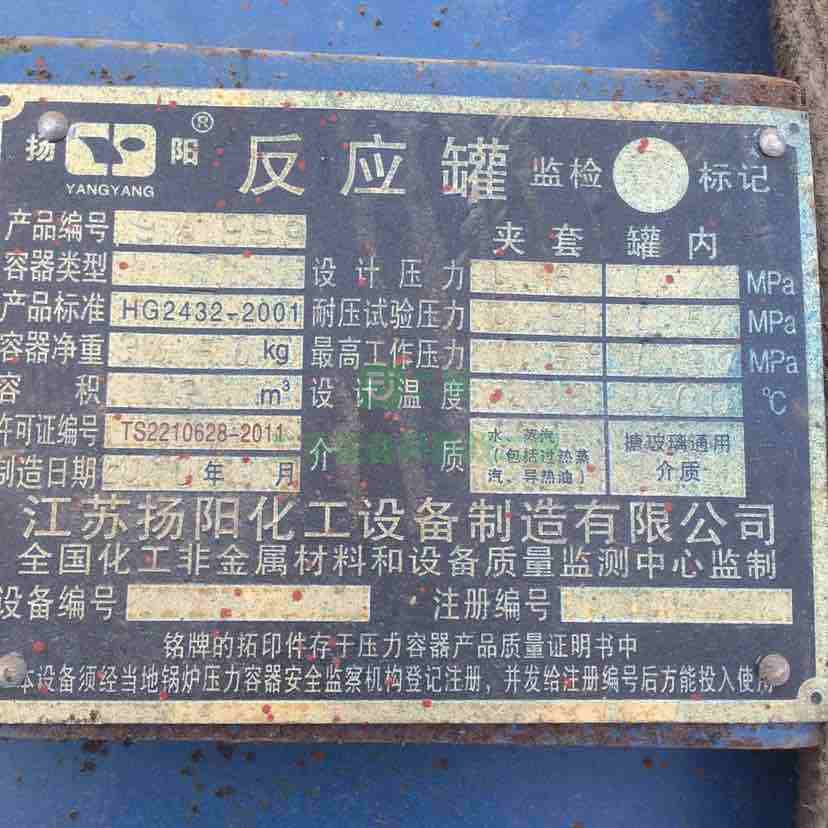 扬 阳 ® 反应罐 监检 标记
YANGYANG
产品编号 夹套 罐内
容器类型 设计压力 MPa
产品标准 HG2432-2001 耐压试验压力 MPa
容器净重 kg 最高工作压力 MPa
容积 m³ 设计温度 ℃
许可证编号 TS2210628-2011 介质 水、蒸汽(包括过热蒸汽、导热油) 搪玻璃通用介质
制造日期 年 月
江苏扬阳化工设备制造有限公司
全国化工非金属材料和设备质量监测中心监制
设备编号 注册编号
铭牌的拓印件存于压力容器产品质量证明书中
本设备须经当地锅炉压力容器安全监察机构登记注册，并发给注册编号后方能投入使用